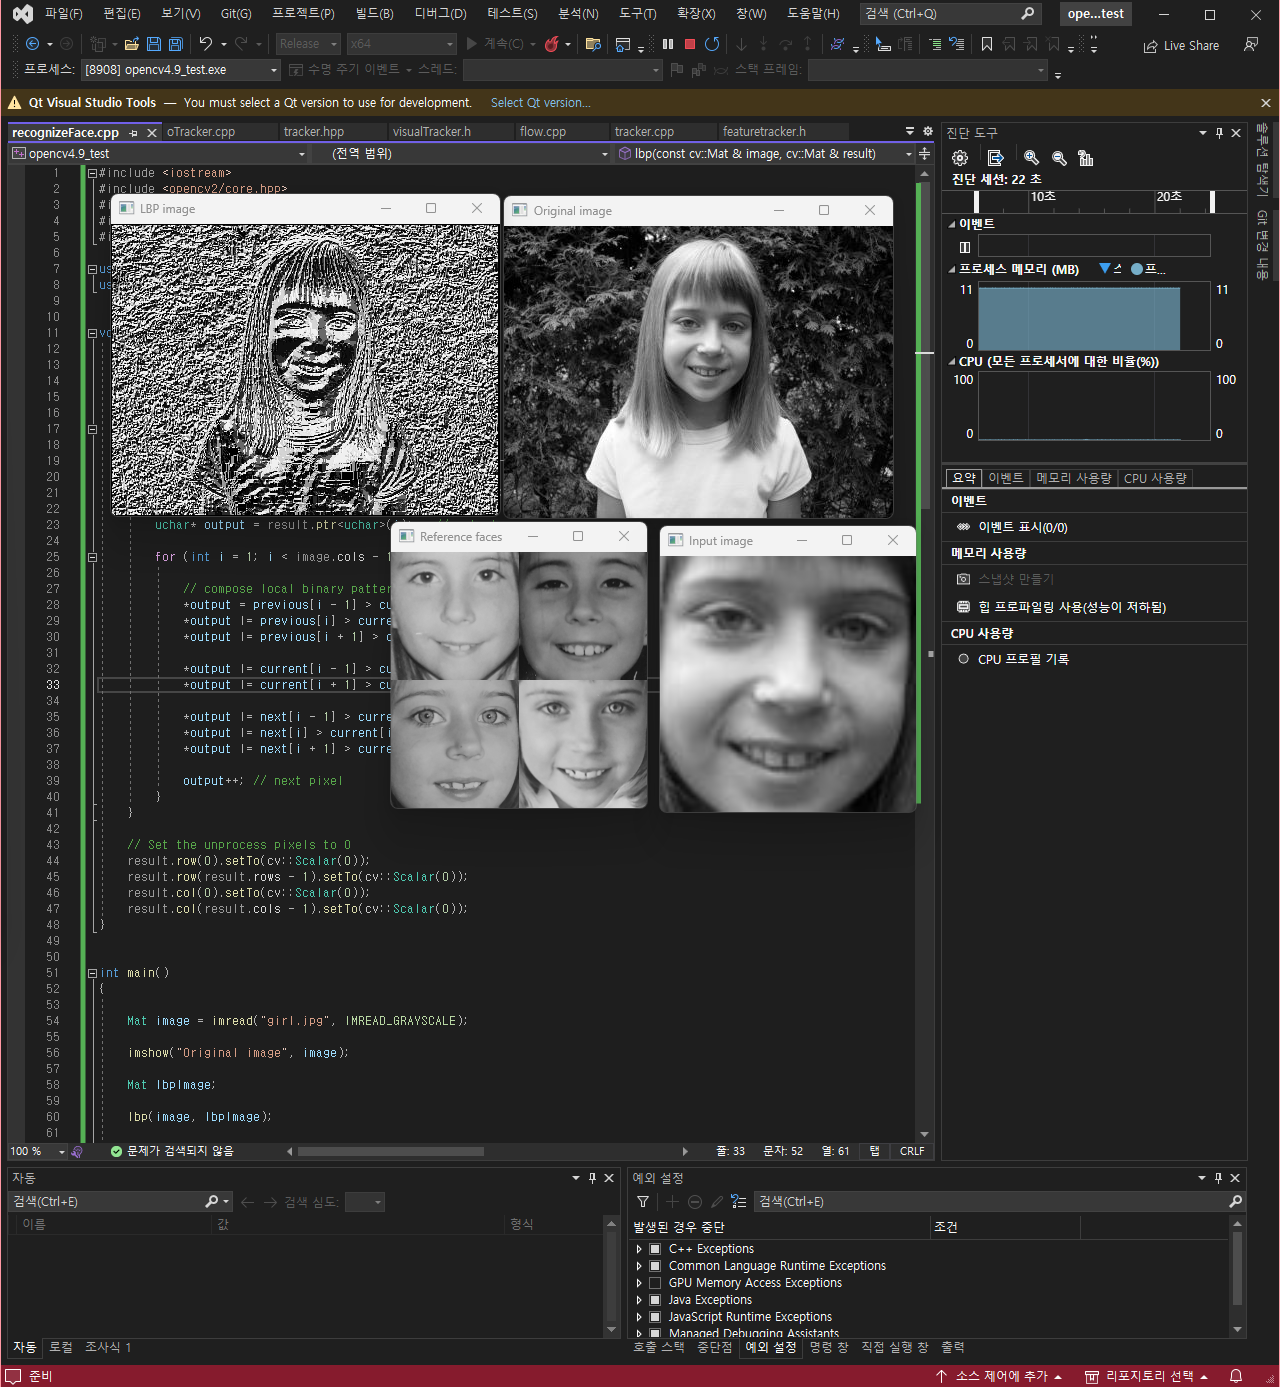 파일(F) 편집(E) 보기(V) Git(G) 프로젝트(P) 빌드(B) 디버그(D) 테스트(S) 분석(N) 도구(T) 확장(X) 창(W) 도움말(H) 검색 (Ctrl+Q) ope...test
Release x64 계속(C) Live Share
프로세스: [8908] opencv4.9_test.exe 수명 주기 이벤트 스레드: 스택 프레임:
Qt Visual Studio Tools — You must select a Qt version to use for development. Select Qt version...
recognizeFace.cpp oTracker.cpp tracker.hpp visualTracker.h flow.cpp tracker.cpp featuretracker.h
opencv4.9_test (전역 범위) lbp(const cv::Mat & image, cv::Mat & result)
1 #include <iostream>
2 #include <opencv2/core.hpp>
3 #i
4 #i
5 #i
6
7 us
8 us
9
10
11 vo
12
13
14
15
16
17
18
19
20
21
22
LBP image
Original image
23 uchar* output = result.ptr<uchar>(
24
25 for (int i = 1; i < image.cols - 1
26
27 // compose local binary patter
28 *output = previous[i - 1] > cu
29 *output |= previous[i] > curre
30 *output |= previous[i + 1] > c
31
32 *output |= current[i - 1] > cu
33 *output |= current[i + 1] > cu
34
35 *output |= next[i - 1] > curre
36 *output |= next[i] > current[i
37 *output |= next[i + 1] > curre
38
39 output++; // next pixel
40 }
41 }
42
43 // Set the unprocess pixels to 0
44 result.row(0).setTo(cv::Scalar(0));
45 result.row(result.rows - 1).setTo(cv::Scalar(0));
46 result.col(0).setTo(cv::Scalar(0));
47 result.col(result.cols - 1).setTo(cv::Scalar(0));
48 }
49
50
51 int main()
52 {
53
54 Mat image = imread("girl.jpg", IMREAD_GRAYSCALE);
55
56 imshow("Original image", image);
57
58 Mat lbpImage;
59
60 lbp(image, lbpImage);
61
Reference faces
Input image
100 % 문제가 검색되지 않음 줄: 33 문자: 52 열: 61 탭 CRLF
진단 도구
진단 세션: 22 초
10초 20초
이벤트
프로세스 메모리 (MB) 스 프...
11 11
0 0
CPU (모든 프로세서에 대한 비율(%))
100 100
0 0
요약 이벤트 메모리 사용량 CPU 사용량
이벤트
이벤트 표시(0/0)
메모리 사용량
스냅샷 만들기
힙 프로파일링 사용(성능이 저하됨)
CPU 사용량
CPU 프로필 기록
솔루션 탐색기
Git 변경 내용
자동
검색(Ctrl+E) 검색 심도:
이름 값 형식
자동 로컬 조사식 1
예외 설정
검색(Ctrl+E)
발생된 경우 중단 조건
C++ Exceptions
Common Language Runtime Exceptions
GPU Memory Access Exceptions
Java Exceptions
JavaScript Runtime Exceptions
Managed Debugging Assistants
호출 스택 중단점 예외 설정 명령 창 직접 실행 창 출력
준비 소스 제어에 추가 리포지토리 선택